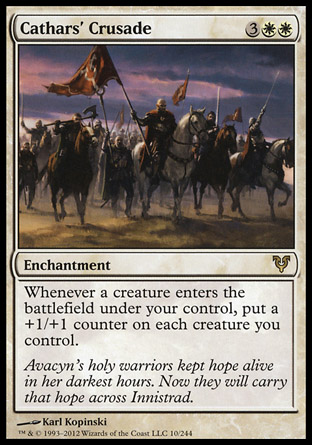 Cathars' Crusade 3
Enchantment
Whenever a creature enters the
battlefield under your control, put a
+1/+1 counter on each creature you
control.
Avacyn's holy warriors kept hope alive
in her darkest hours. Now they will carry
that hope across Innistrad.
Karl Kopinski
™ & © 1993–2012 Wizards of the Coast LLC 10/244